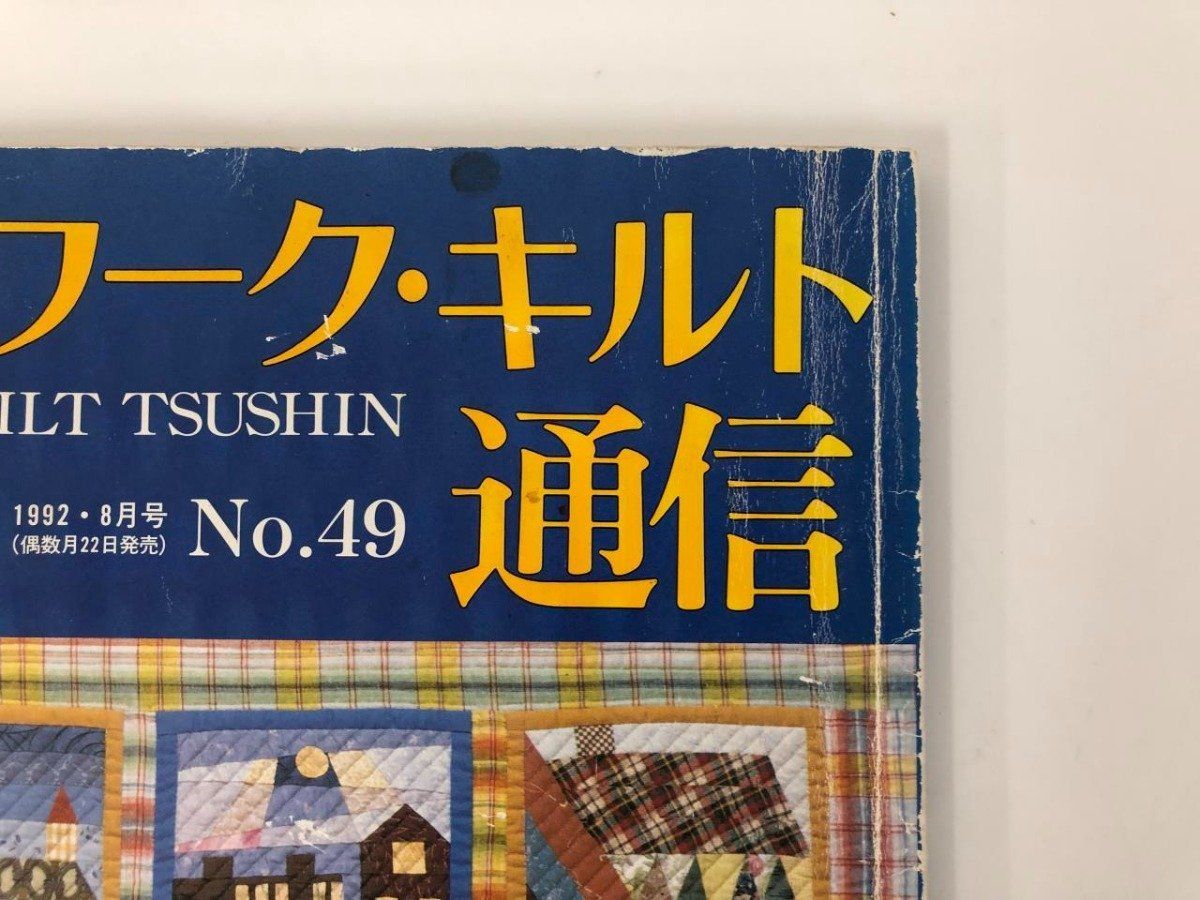 ワーク・キルト
ILT TSUSHIN
通信
1992・8月号
(偶数月22日発売)
No.49